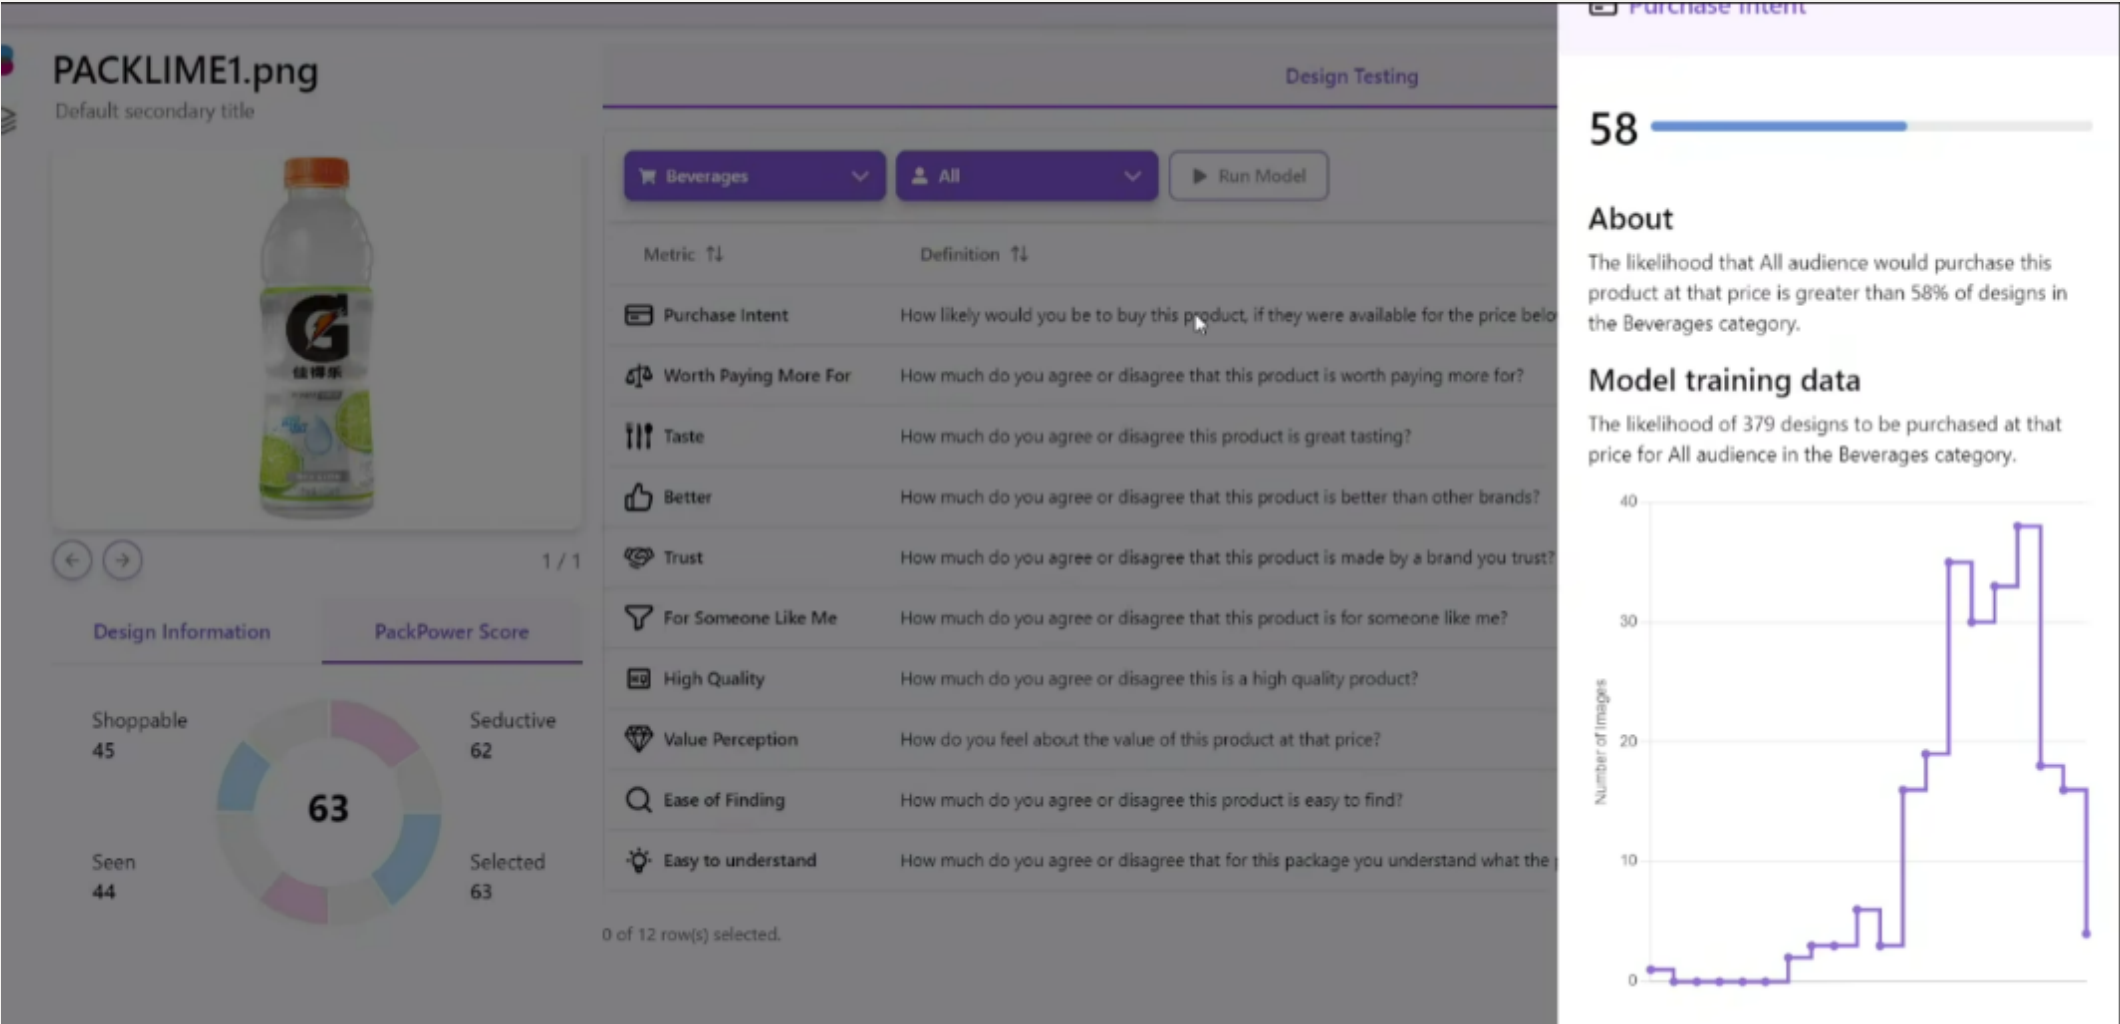 Purchase Intent
PACKLIME1.png
Default secondary title
Design Testing
58
Beverages
All
Run Model
About
The likelihood that All audience would purchase this
product at that price is greater than 58% of designs in
the Beverages category.
Metric
Definition
Purchase Intent
How likely would you be to buy this product, if they were available for the price belo
Worth Paying More For
How much do you agree or disagree that this product is worth paying more for?
Taste
How much do you agree or disagree this product is great tasting?
Better
How much do you agree or disagree that this product is better than other brands?
Trust
How much do you agree or disagree that this product is made by a brand you trust?
For Someone Like Me
How much do you agree or disagree that this product is for someone like me?
High Quality
How much do you agree or disagree this is a high quality product?
Value Perception
How do you feel about the value of this product at that price?
Ease of Finding
How much do you agree or disagree this product is easy to find?
Easy to understand
How much do you agree or disagree that for this package you understand what the
0 of 12 row(s) selected.
G
佳得乐
1 / 1
Design Information
PackPower Score
Shoppable
45
Seductive
62
63
Seen
44
Selected
63
Model training data
The likelihood of 379 designs to be purchased at that
price for All audience in the Beverages category.
Number of Images
40
30
20
10
0